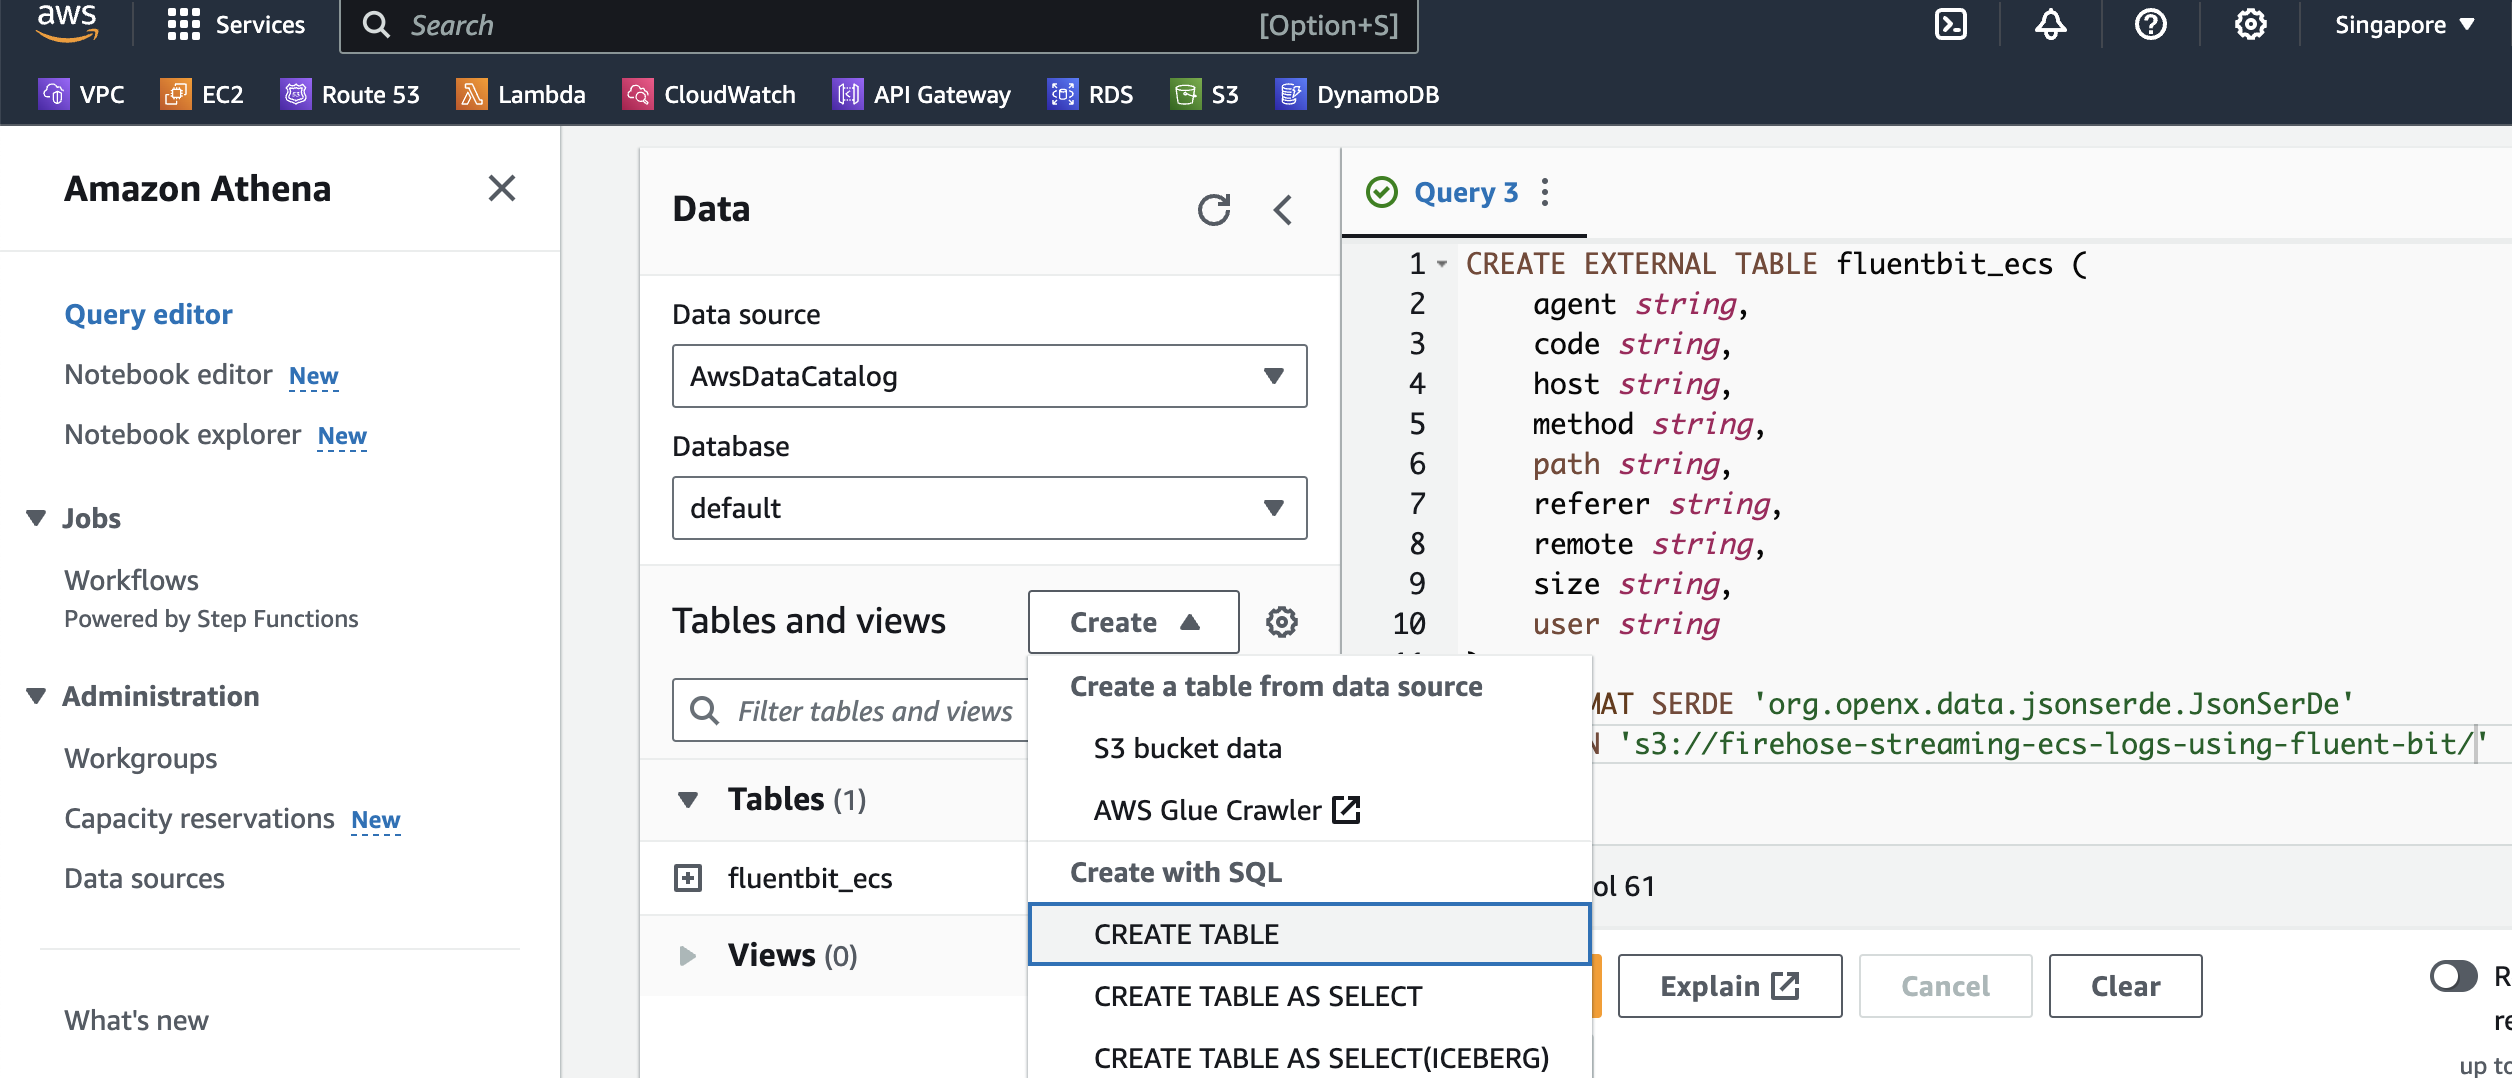 aws
Services
Search [Option+S]
Singapore
VPC EC2 Route 53 Lambda CloudWatch API Gateway RDS S3 DynamoDB
Amazon Athena
Query editor
Notebook editor New
Notebook explorer New
Jobs
Workflows
Powered by Step Functions
Administration
Workgroups
Capacity reservations New
Data sources
What's new
Data
Data source
AwsDataCatalog
Database
default
Tables and views
Create
Filter tables and views
Tables (1)
fluentbit_ecs
Views (0)
Create a table from data source
S3 bucket data
AWS Glue Crawler
Create with SQL
CREATE TABLE
CREATE TABLE AS SELECT
CREATE TABLE AS SELECT(ICEBERG)
Query 3
1 CREATE EXTERNAL TABLE fluentbit_ecs (
2 agent string,
3 code string,
4 host string,
5 method string,
6 path string,
7 referer string,
8 remote string,
9 size string,
10 user string
MAT SERDE 'org.openx.data.jsonserde.JsonSerDe'
N 's3://firehose-streaming-ecs-logs-using-fluent-bit/'
ol 61
Explain
Cancel
Clear
R
re
up to